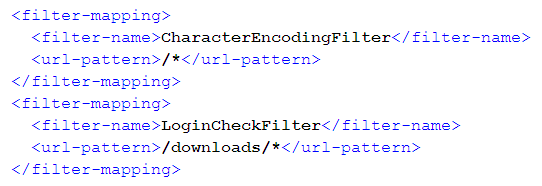 <filter-mapping>
  <filter-name>CharacterEncodingFilter</filter-name>
  <url-pattern>/*</url-pattern>
</filter-mapping>
<filter-mapping>
  <filter-name>LoginCheckFilter</filter-name>
  <url-pattern>/downloads/*</url-pattern>
</filter-mapping>